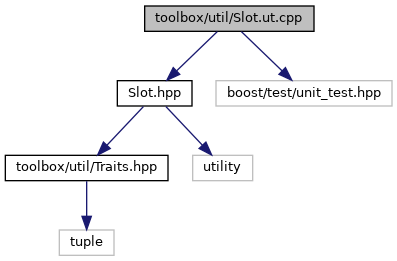 toolbox/util/Slot.ut.cpp
Slot.hpp
boost/test/unit_test.hpp
toolbox/util/Traits.hpp
utility
tuple